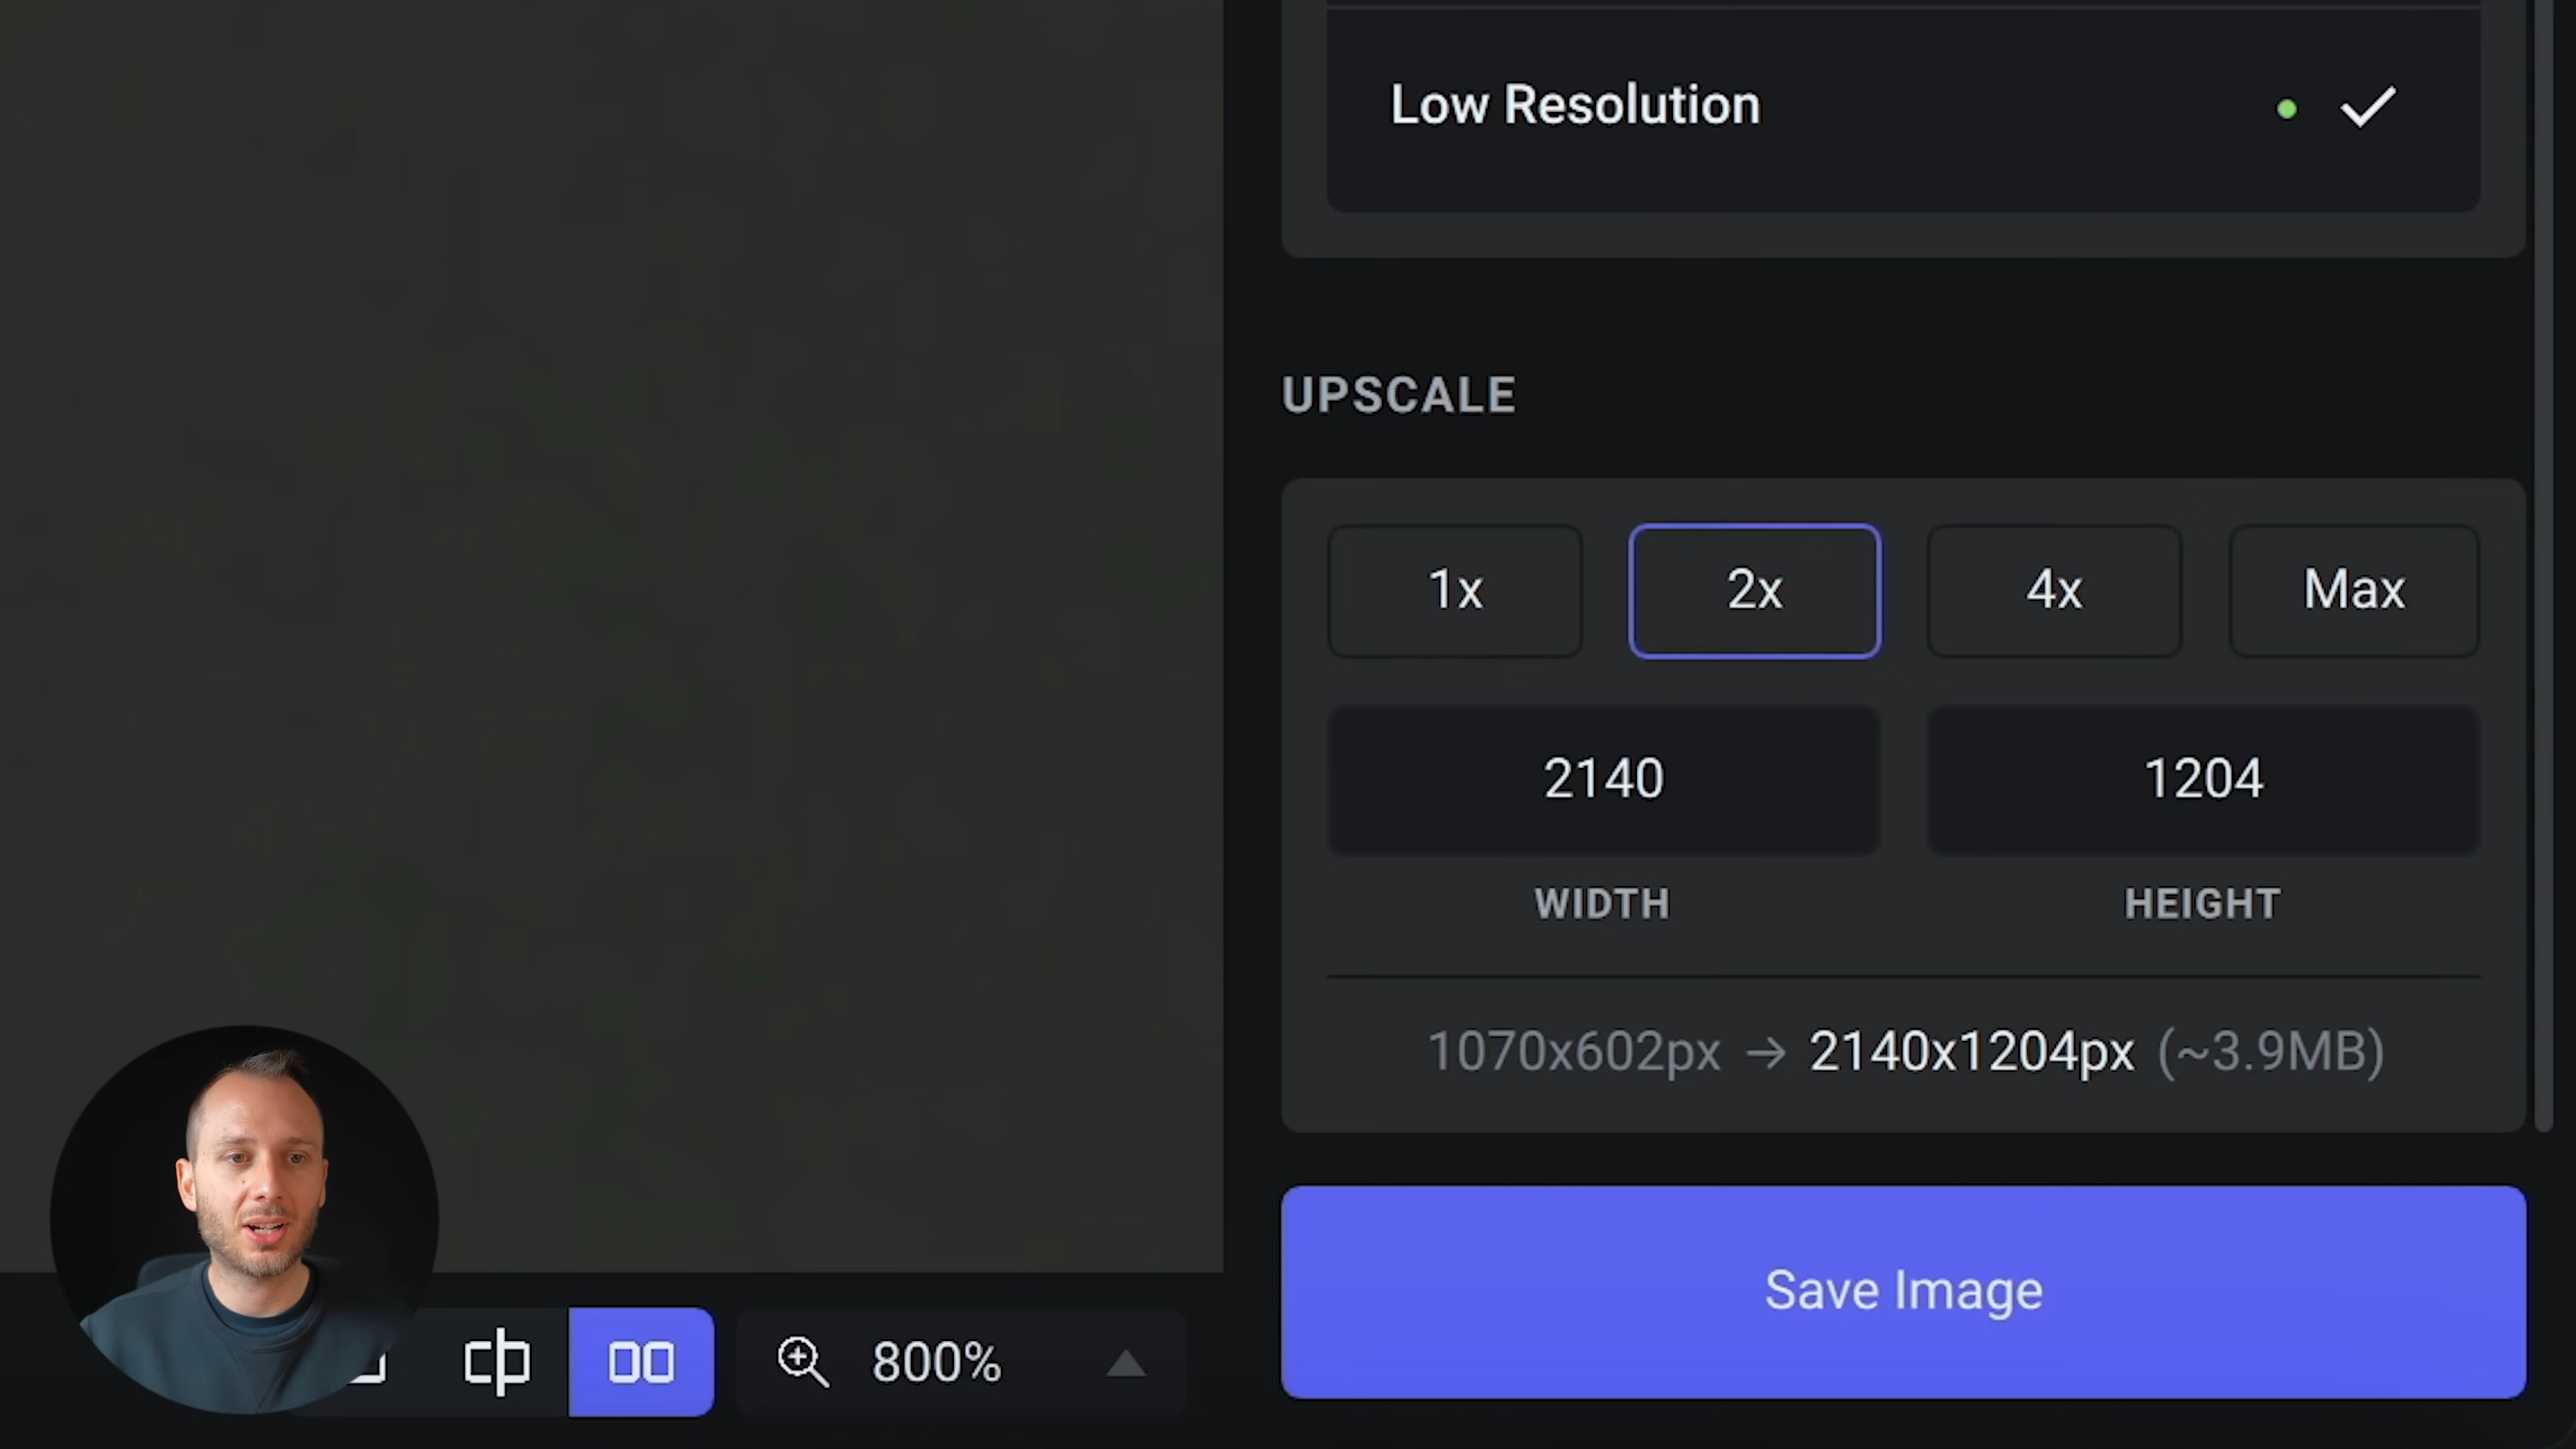 Low Resolution
UPSCALE
1x 2x 4x Max
2140 1204
WIDTH HEIGHT
1070x602px → 2140x1204px (~3.9MB)
Save Image
800%